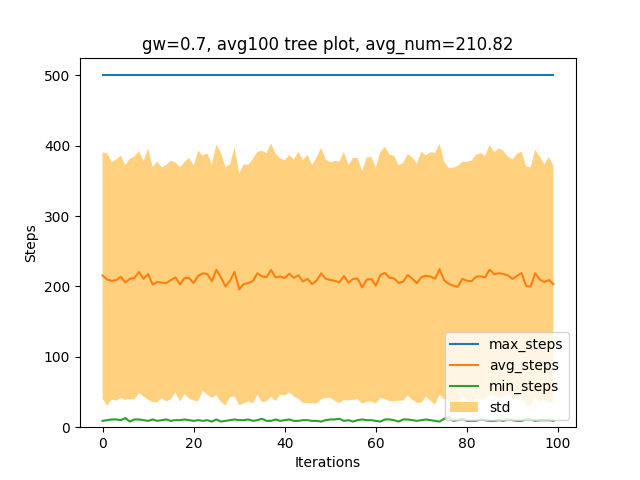 gw=0.7, avg100 tree plot, avg_num=210.82
500
400
300
200
100
0
Steps
max_steps
avg_steps
min_steps
std
0 20 40 60 80 100
Iterations